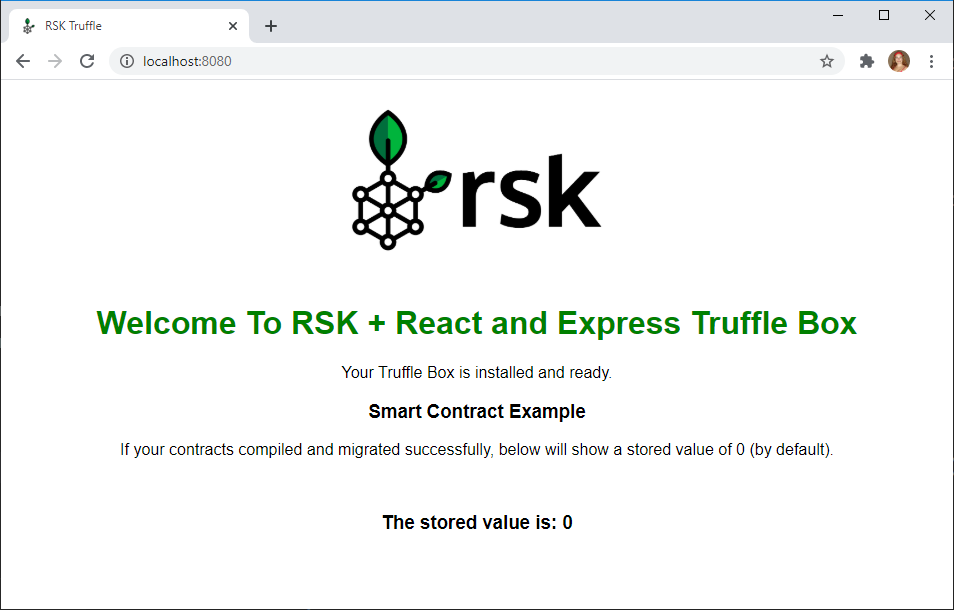 RSK Truffle
localhost:8080
rsk
Welcome To RSK + React and Express Truffle Box
Your Truffle Box is installed and ready.
Smart Contract Example
If your contracts compiled and migrated successfully, below will show a stored value of 0 (by default).
The stored value is: 0